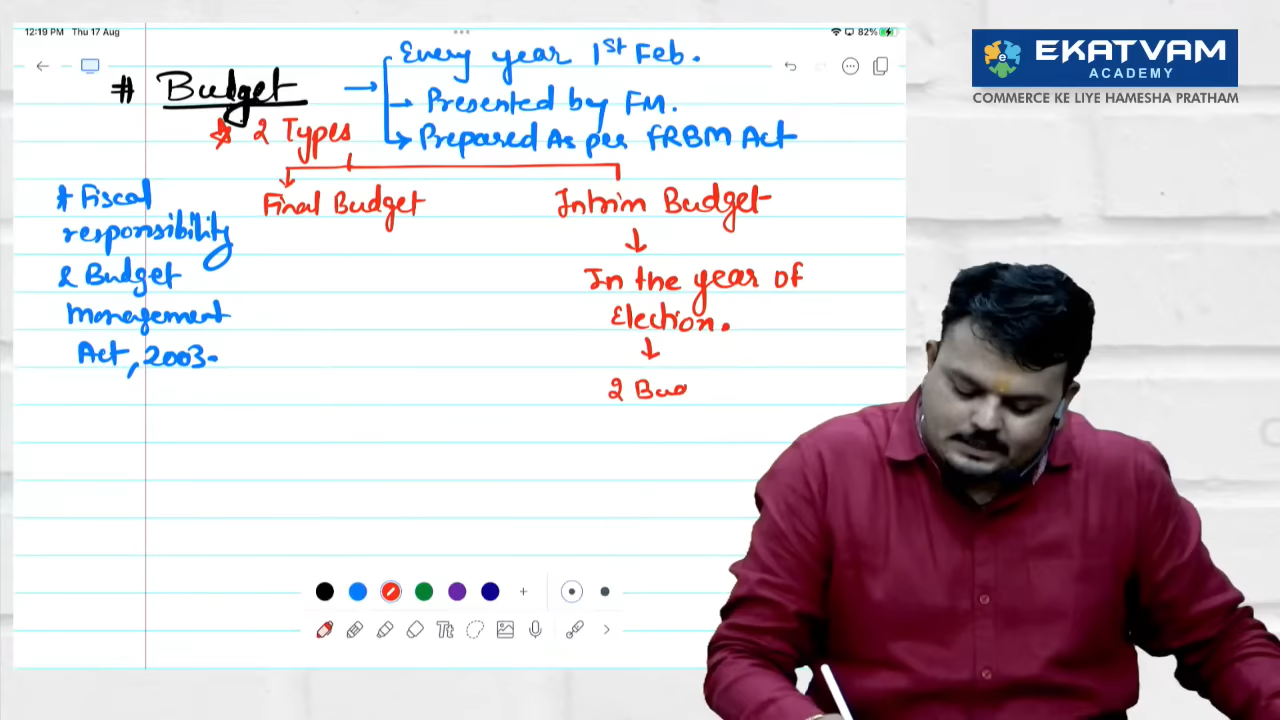 12:19 PM Thu 17 Aug
82%
EKATVAM
ACADEMY
COMMERCE KE LIYE HAMESHA PRATHAM
# Budget
Every year 1st Feb.
Presented by FM.
Prepared As per FRBM Act
2 Types
Final Budget
Intrim Budget
In the year of
Election.
2 Bud
* Fiscal
responsibility
& Budget
Management
Act, 2003.
Tt